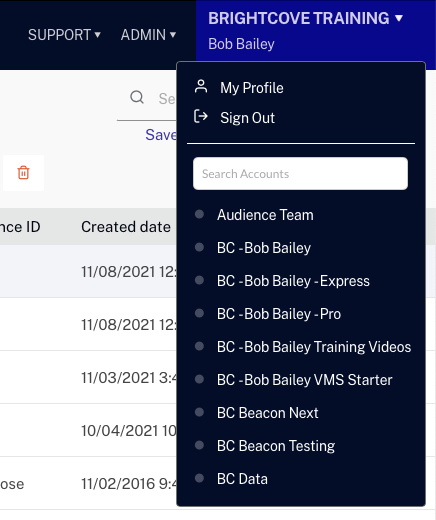 SUPPORT ADMIN BRIGHTCOVE TRAINING
Bob Bailey
My Profile
Sign Out
Save
Search Accounts
nce ID Created date
Audience Team
BC - Bob Bailey
11/08/2021 12:
BC - Bob Bailey - Express
BC - Bob Bailey - Pro
11/08/2021 12:
BC - Bob Bailey Training Videos
11/03/2021 3:4
BC - Bob Bailey VMS Starter
BC Beacon Next
10/04/2021 10
BC Beacon Testing
ose 11/02/2016 9:4
BC Data